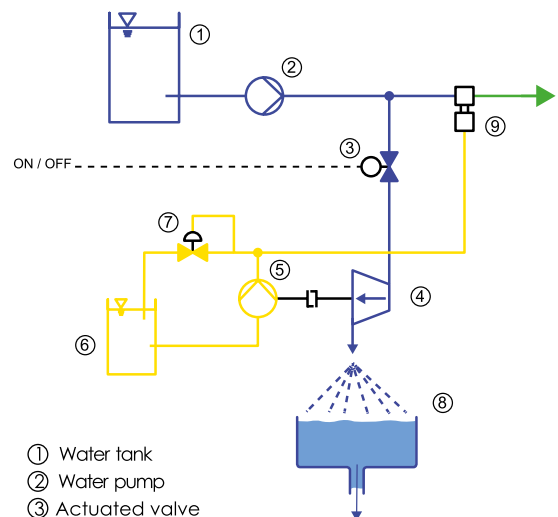 ①
②
⑨
③
ON / OFF
⑦
⑤
④
⑥
⑧
① Water tank
② Water pump
③ Actuated valve